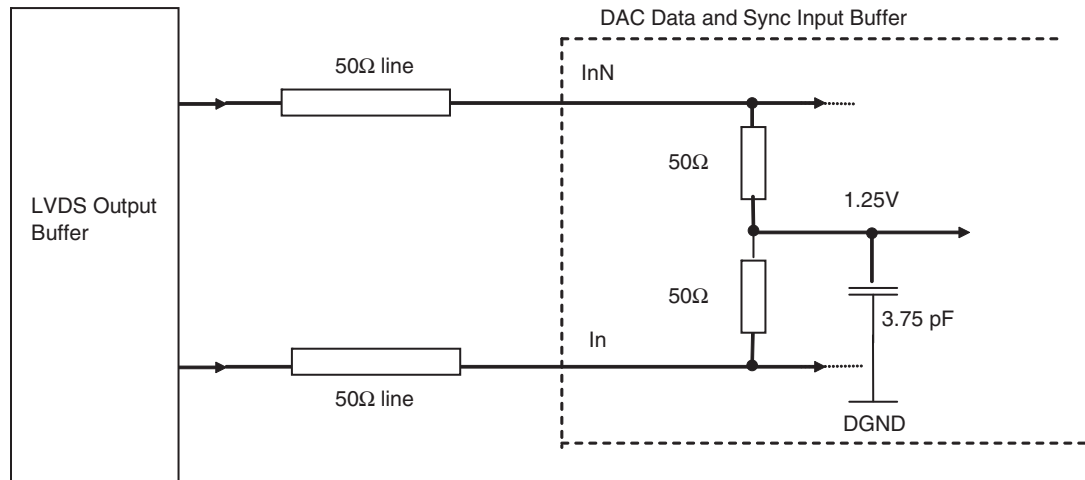 DAC Data and Sync Input Buffer
50Ω line
InN
50Ω
1.25V
LVDS Output
Buffer
50Ω
3.75 pF
In
50Ω line
DGND